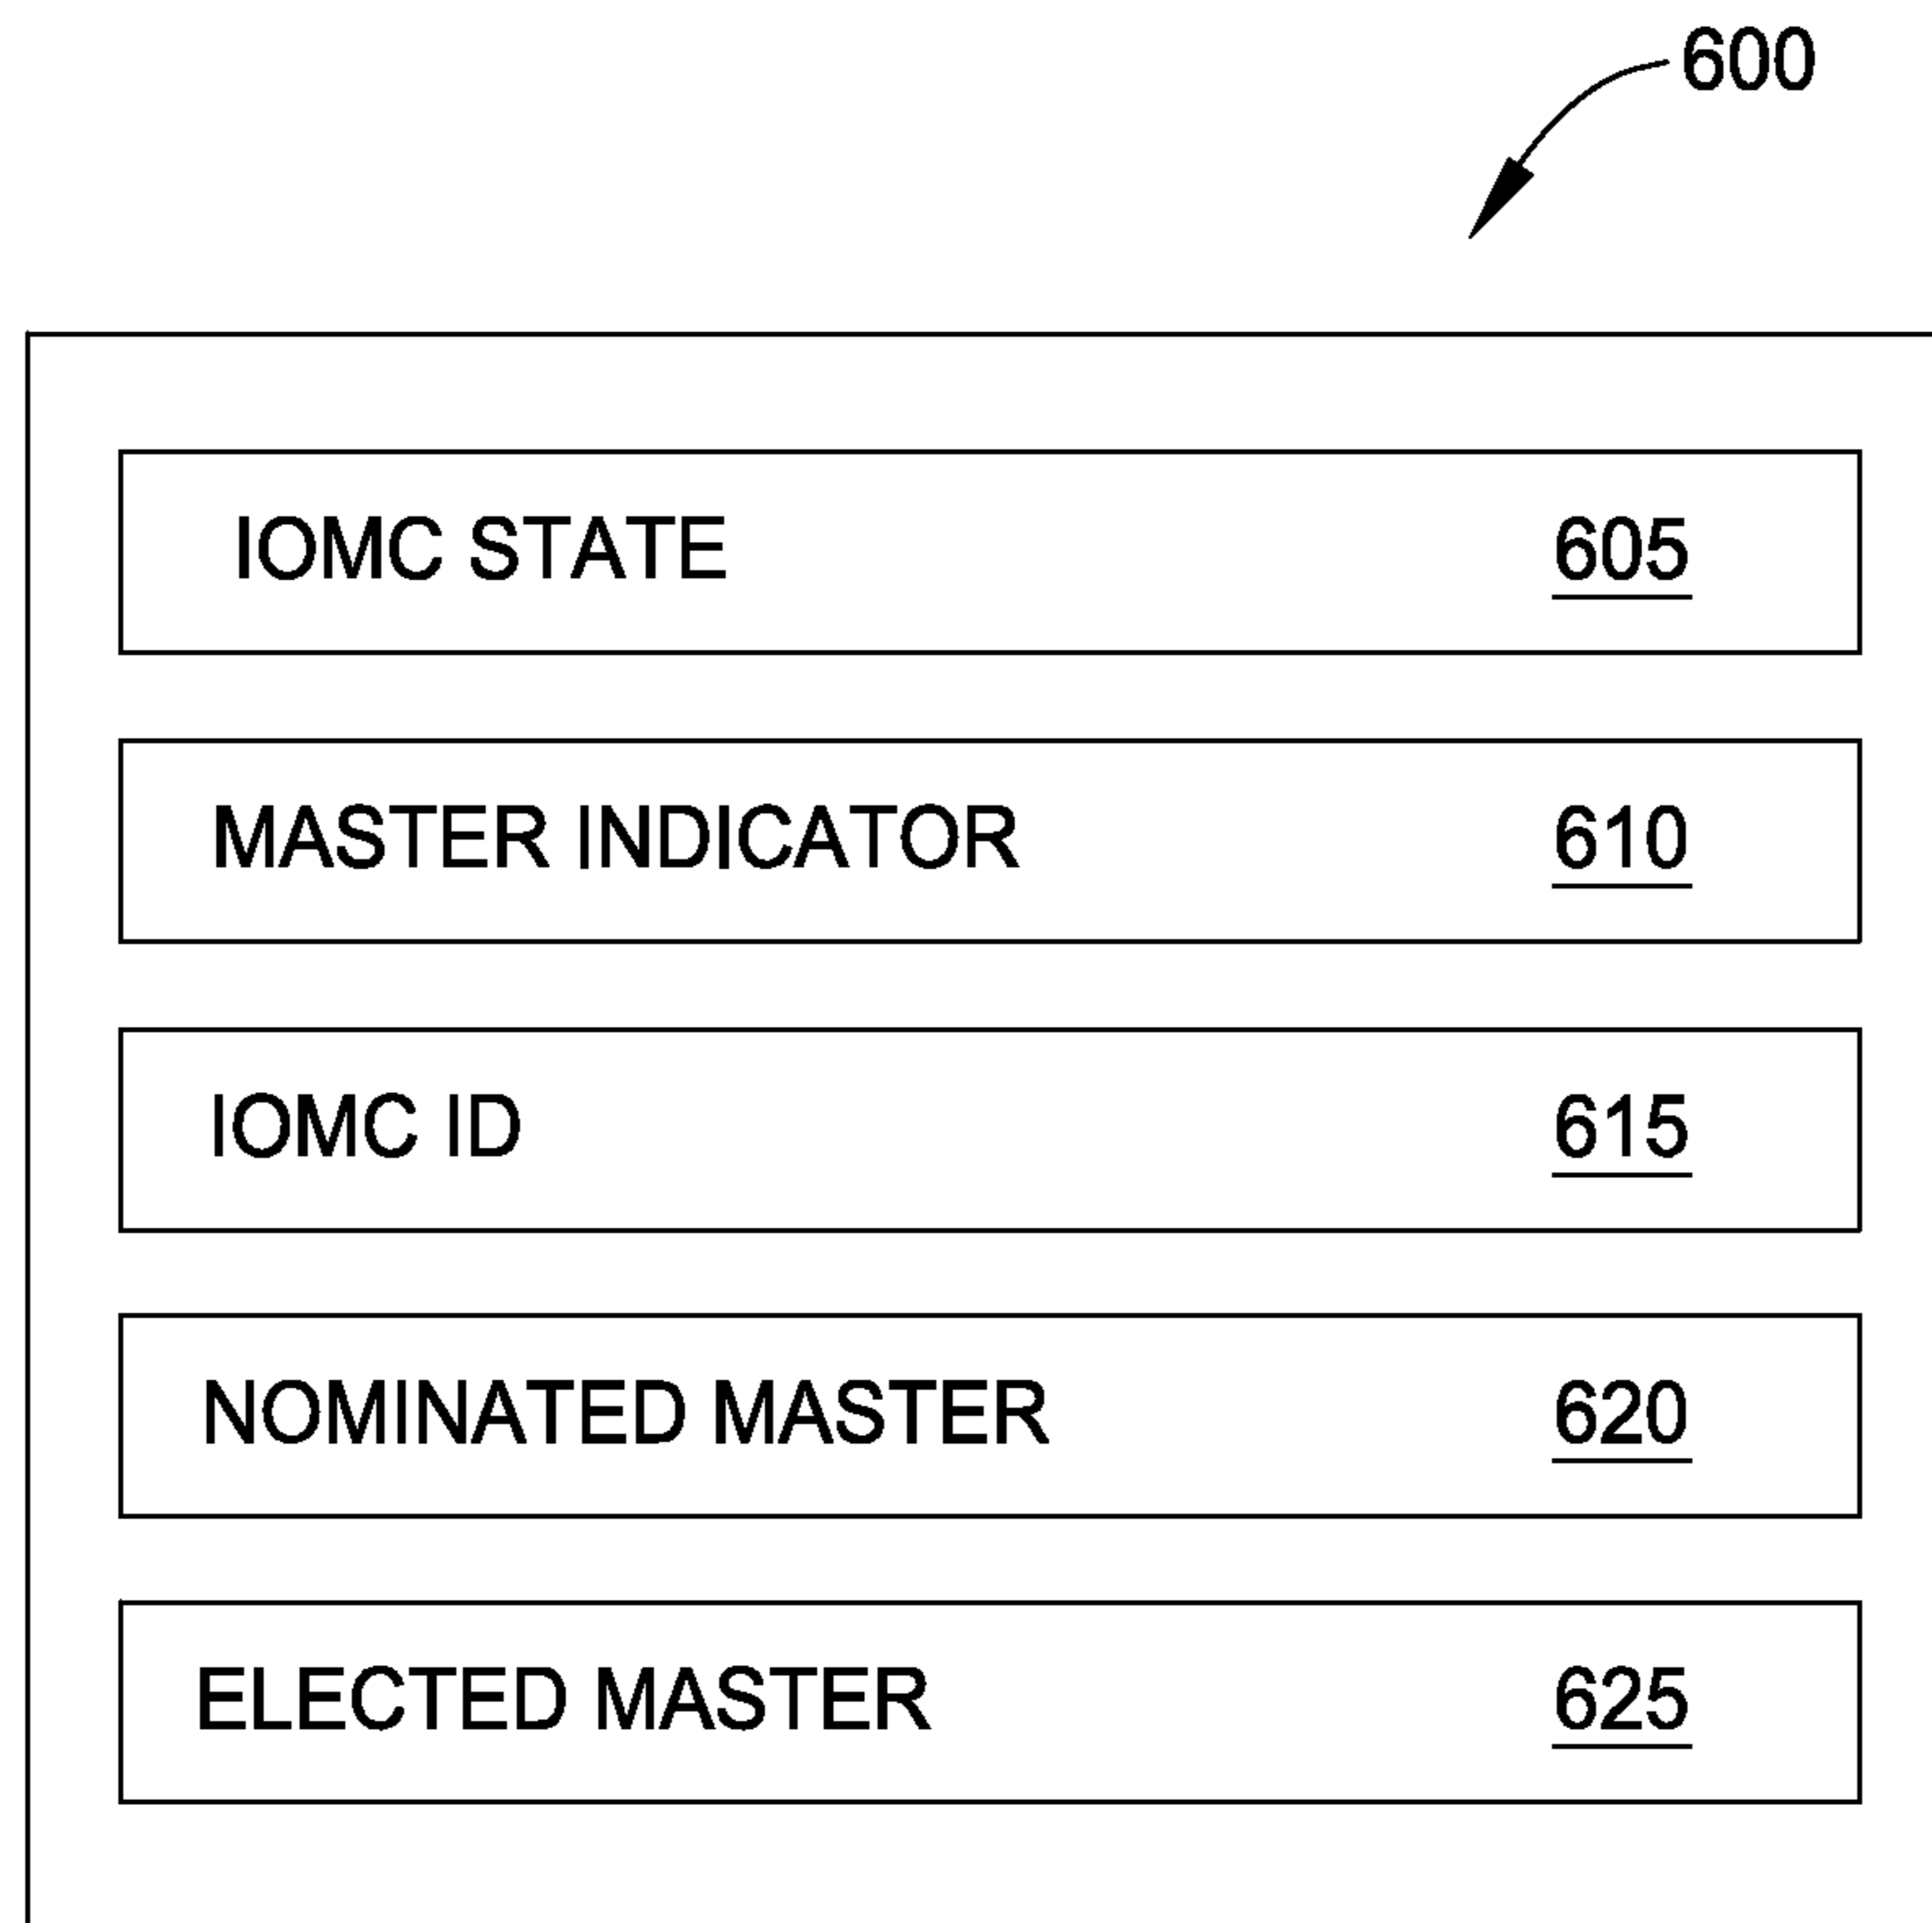 600
IOMC STATE 605
MASTER INDICATOR 610
IOMC ID 615
NOMINATED MASTER 620
ELECTED MASTER 625